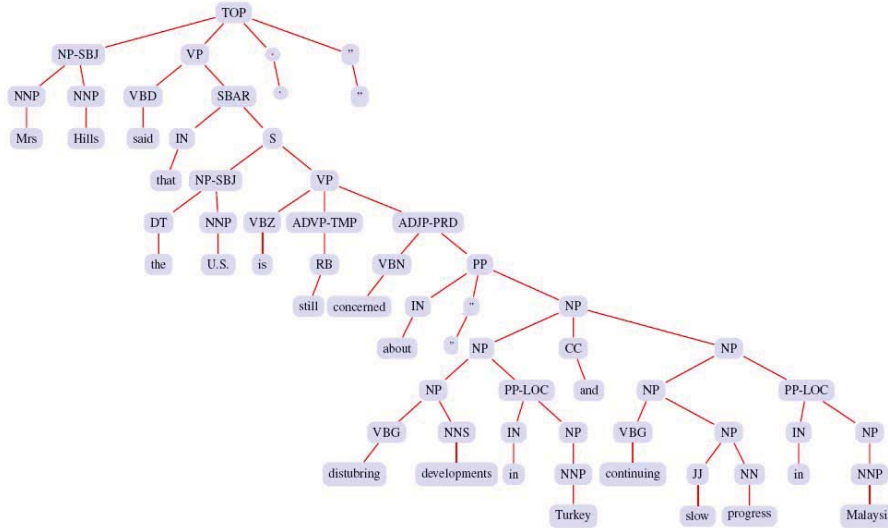 TOP
NP-SBJ VP . ”
NNP NNP VBD SBAR . ”
Mrs Hills said IN S
that NP-SBJ VP
DT NNP VBZ ADVP-TMP ADJP-PRD
the U.S. is RB VBN PP
still concerned IN ” NP
about ” NP CC NP
NP PP-LOC and NP PP-LOC
VBG NNS IN NP VBG NP IN NP
distubring developments in NNP continuing JJ NN in NNP
Turkey slow progress Malaysi